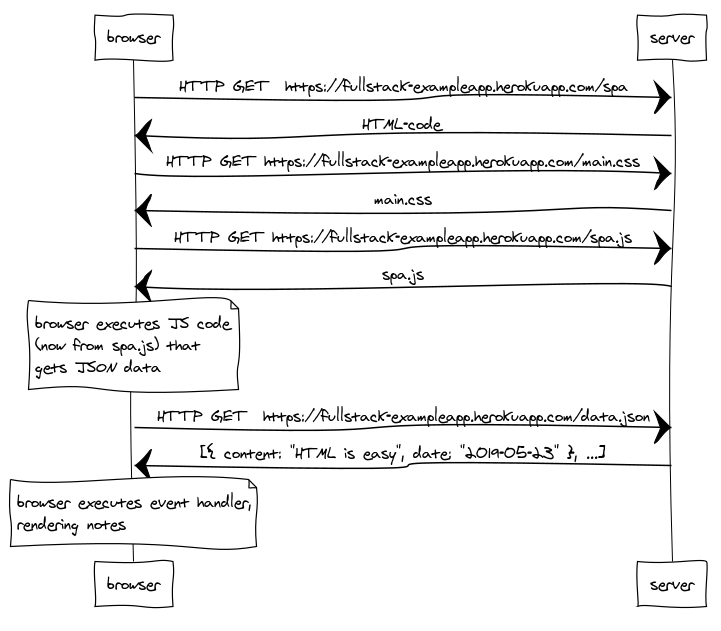 browser
server
HTTP GET https://fullstack-exampleapp.herokuapp.com/spa
HTML-code
HTTP GET https://fullstack-exampleapp.herokuapp.com/main.css
main.css
HTTP GET https://fullstack-exampleapp.herokuapp.com/spa.js
spa.js
browser executes JS code
(now from spa.js) that
gets JSON data
HTTP GET https://fullstack-exampleapp.herokuapp.com/data.json
[{ content: "HTML is easy", date: "2019-05-23" }, ...]
browser executes event handler,
rendering notes
browser
server